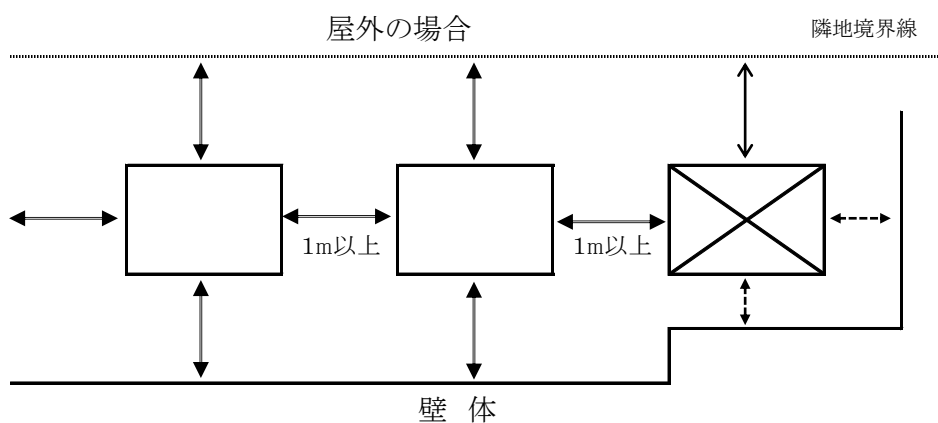 屋外の場合
隣地境界線
1m以上
1m以上
壁 体